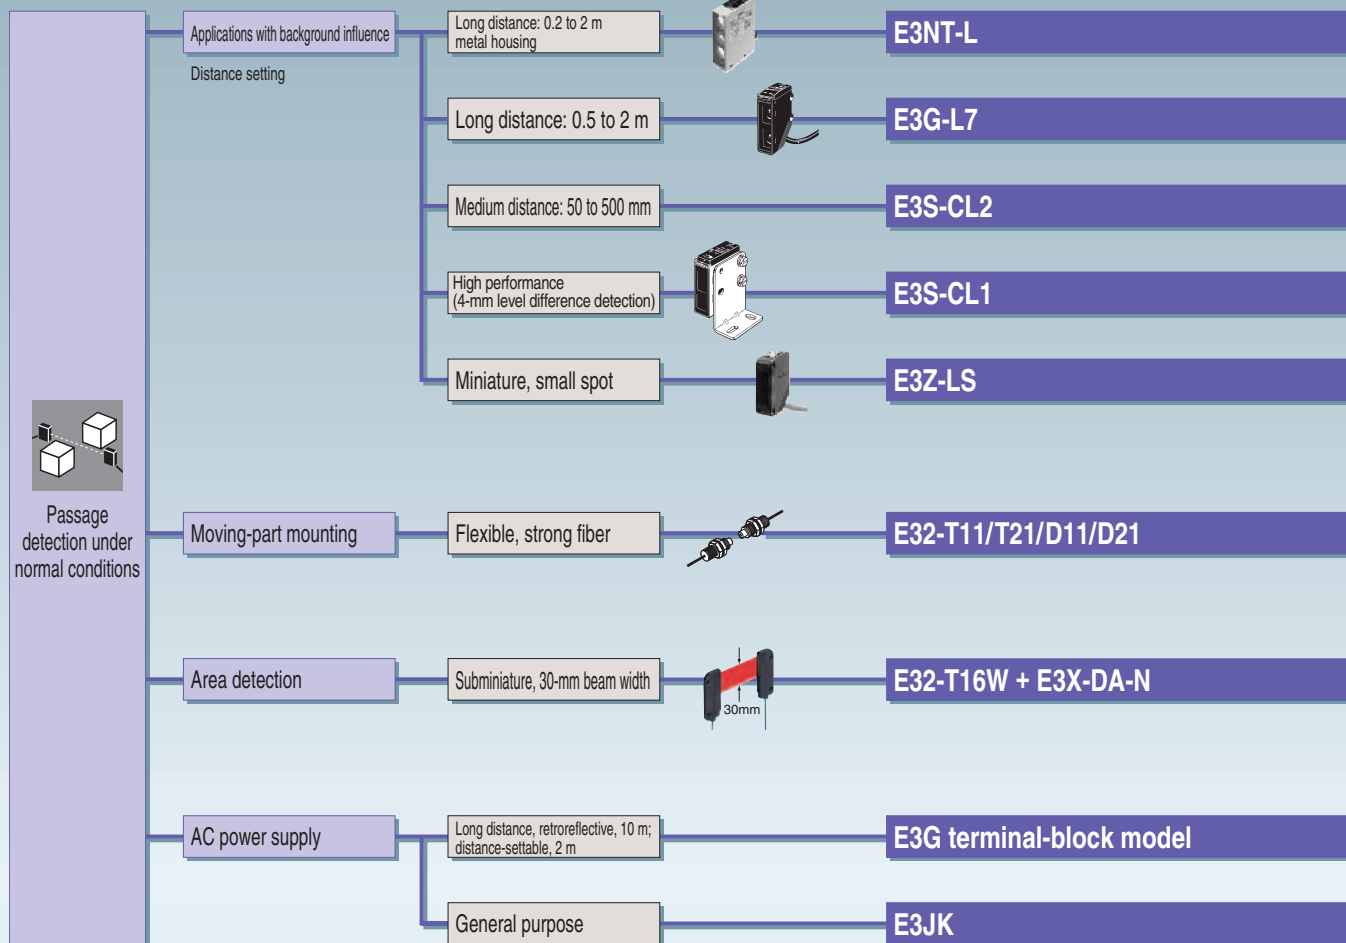 Applications with background influence
Distance setting
Long distance: 0.2 to 2 m
metal housing
E3NT-L
Long distance: 0.5 to 2 m
E3G-L7
Medium distance: 50 to 500 mm
E3S-CL2
High performance
(4-mm level difference detection)
E3S-CL1
Miniature, small spot
E3Z-LS
Passage
detection under
normal conditions
Moving-part mounting
Flexible, strong fiber
E32-T11/T21/D11/D21
Area detection
Subminiature, 30-mm beam width
30mm
E32-T16W + E3X-DA-N
AC power supply
Long distance, retroreflective, 10 m;
distance-settable, 2 m
E3G terminal-block model
General purpose
E3JK